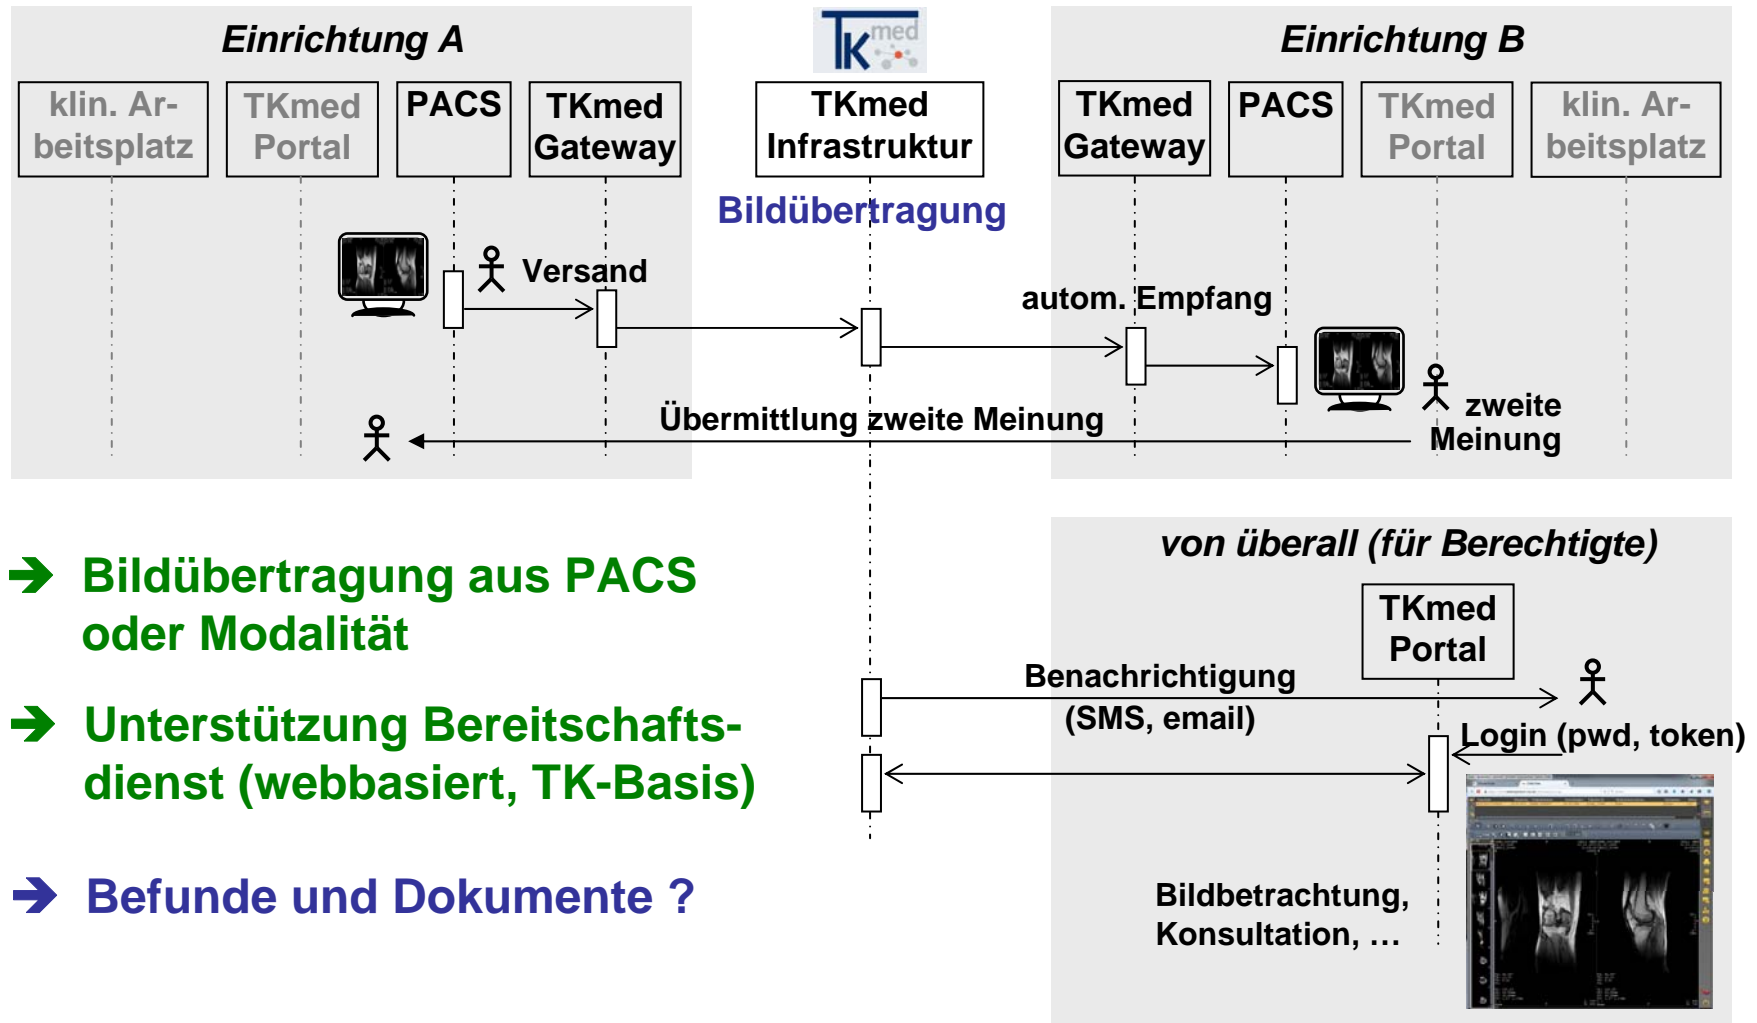 Einrichtung A
TKmed
Einrichtung B
klin. Ar-
beitsplatz
TKmed
Portal
PACS
TKmed
Gateway
TKmed
Infrastruktur
TKmed
Gateway
PACS
TKmed
Portal
klin. Ar-
beitsplatz
Bildübertragung
Versand
autom. Empfang
Übermittlung zweite Meinung
zweite
Meinung
von überall (für Berechtigte)
➔ Bildübertragung aus PACS
oder Modalität
TKmed
Portal
Benachrichtigung
(SMS, email)
➔ Unterstützung Bereitschafts-
dienst (webbasiert, TK-Basis)
Login (pwd, token)
➔ Befunde und Dokumente ?
Bildbetrachtung,
Konsultation, …